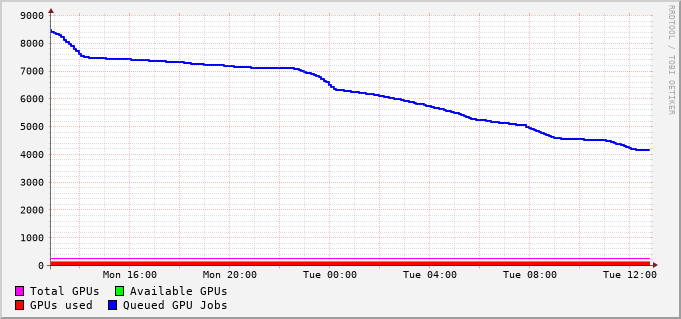 9000
8000
7000
6000
5000
4000
3000
2000
1000
0
Mon 16:00 Mon 20:00 Tue 00:00 Tue 04:00 Tue 08:00 Tue 12:00
Total GPUs Available GPUs
GPUs used Queued GPU Jobs
RRDTOOL / TOBI OETIKER